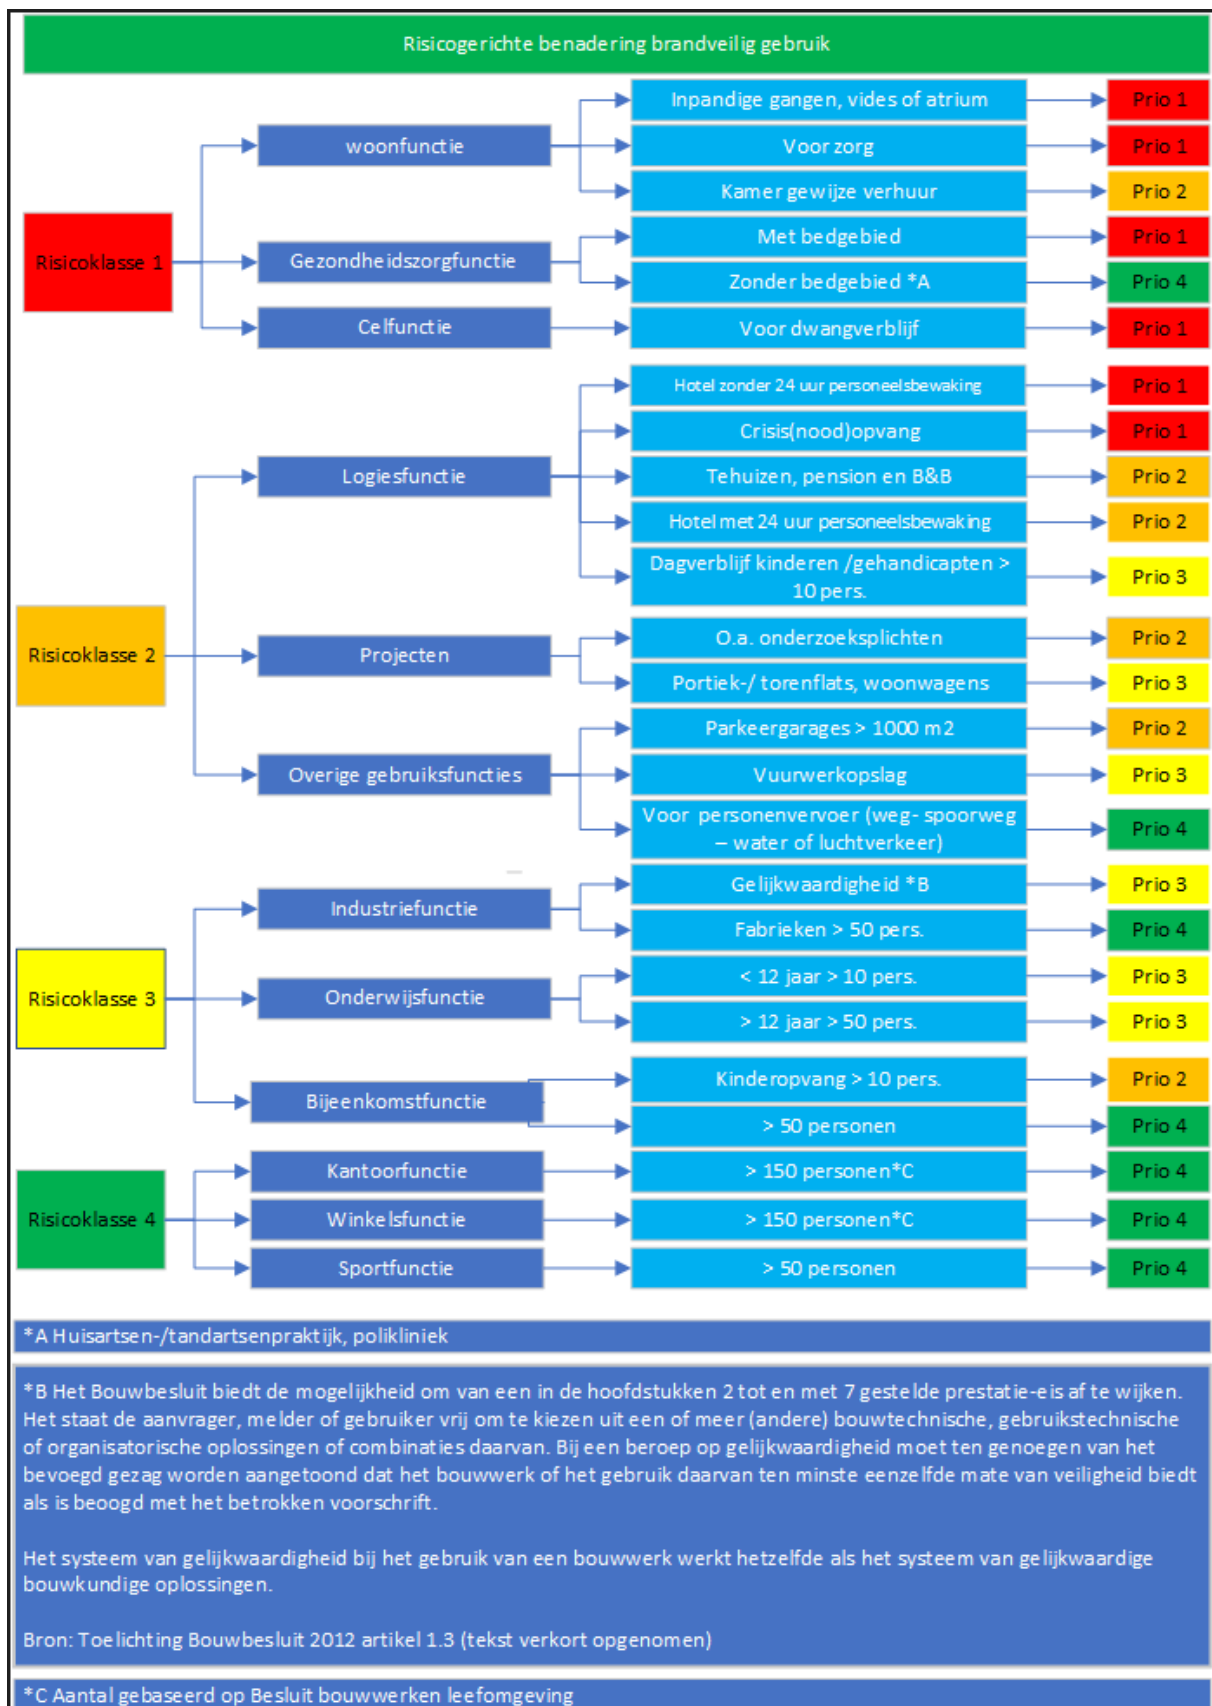 Risicogerichte benadering brandveilig gebruik
Risicoklasse 1
woonfunctie
Inpandige gangen, vides of atrium
Prio 1
Voor zorg
Prio 1
Kamer gewijze verhuur
Prio 2
Gezondheidszorgfunctie
Met bedgebied
Prio 1
Zonder bedgebied *A
Prio 4
Celfunctie
Voor dwangverblijf
Prio 1
Risicoklasse 2
Logiesfunctie
Hotel zonder 24 uur personeelsbewaking
Prio 1
Crisis(nood)opvang
Prio 1
Tehuizen, pension en B&B
Prio 2
Hotel met 24 uur personeelsbewaking
Prio 2
Dagverblijf kinderen /gehandicapten >
10 pers.
Prio 3
Projecten
O.a. onderzoeksplichten
Prio 2
Portiek-/ torenflats, woonwagens
Prio 3
Overige gebruiksfuncties
Parkeergarages > 1000 m2
Prio 2
Vuurwerkopslag
Prio 3
Voor personenvervoer (weg- spoorweg
– water of luchtverkeer)
Prio 4
Risicoklasse 3
Industriefunctie
Gelijkwaardigheid *B
Prio 3
Fabrieken > 50 pers.
Prio 4
Onderwijsfunctie
< 12 jaar > 10 pers.
Prio 3
> 12 jaar > 50 pers.
Prio 3
Bijeenkomstfunctie
Kinderopvang > 10 pers.
Prio 2
> 50 personen
Prio 4
Risicoklasse 4
Kantoorfunctie
> 150 personen*C
Prio 4
Winkelsfunctie
> 150 personen*C
Prio 4
Sportfunctie
> 50 personen
Prio 4
*A Huisartsen-/tandartsenpraktijk, polikliniek
*B Het Bouwbesluit biedt de mogelijkheid om van een in de hoofdstukken 2 tot en met 7 gestelde prestatie-eis af te wijken.
Het staat de aanvrager, melder of gebruiker vrij om te kiezen uit een of meer (andere) bouwtechnische, gebruikstechnische
of organisatorische oplossingen of combinaties daarvan. Bij een beroep op gelijkwaardigheid moet ten genoegen van het
bevoegd gezag worden aangetoond dat het bouwwerk of het gebruik daarvan ten minste eenzelfde mate van veiligheid biedt
als is beoogd met het betrokken voorschrift.
Het systeem van gelijkwaardigheid bij het gebruik van een bouwwerk werkt hetzelfde als het systeem van gelijkwaardige
bouwkundige oplossingen.
Bron: Toelichting Bouwbesluit 2012 artikel 1.3 (tekst verkort opgenomen)
*C Aantal gebaseerd op Besluit bouwwerken leefomgeving